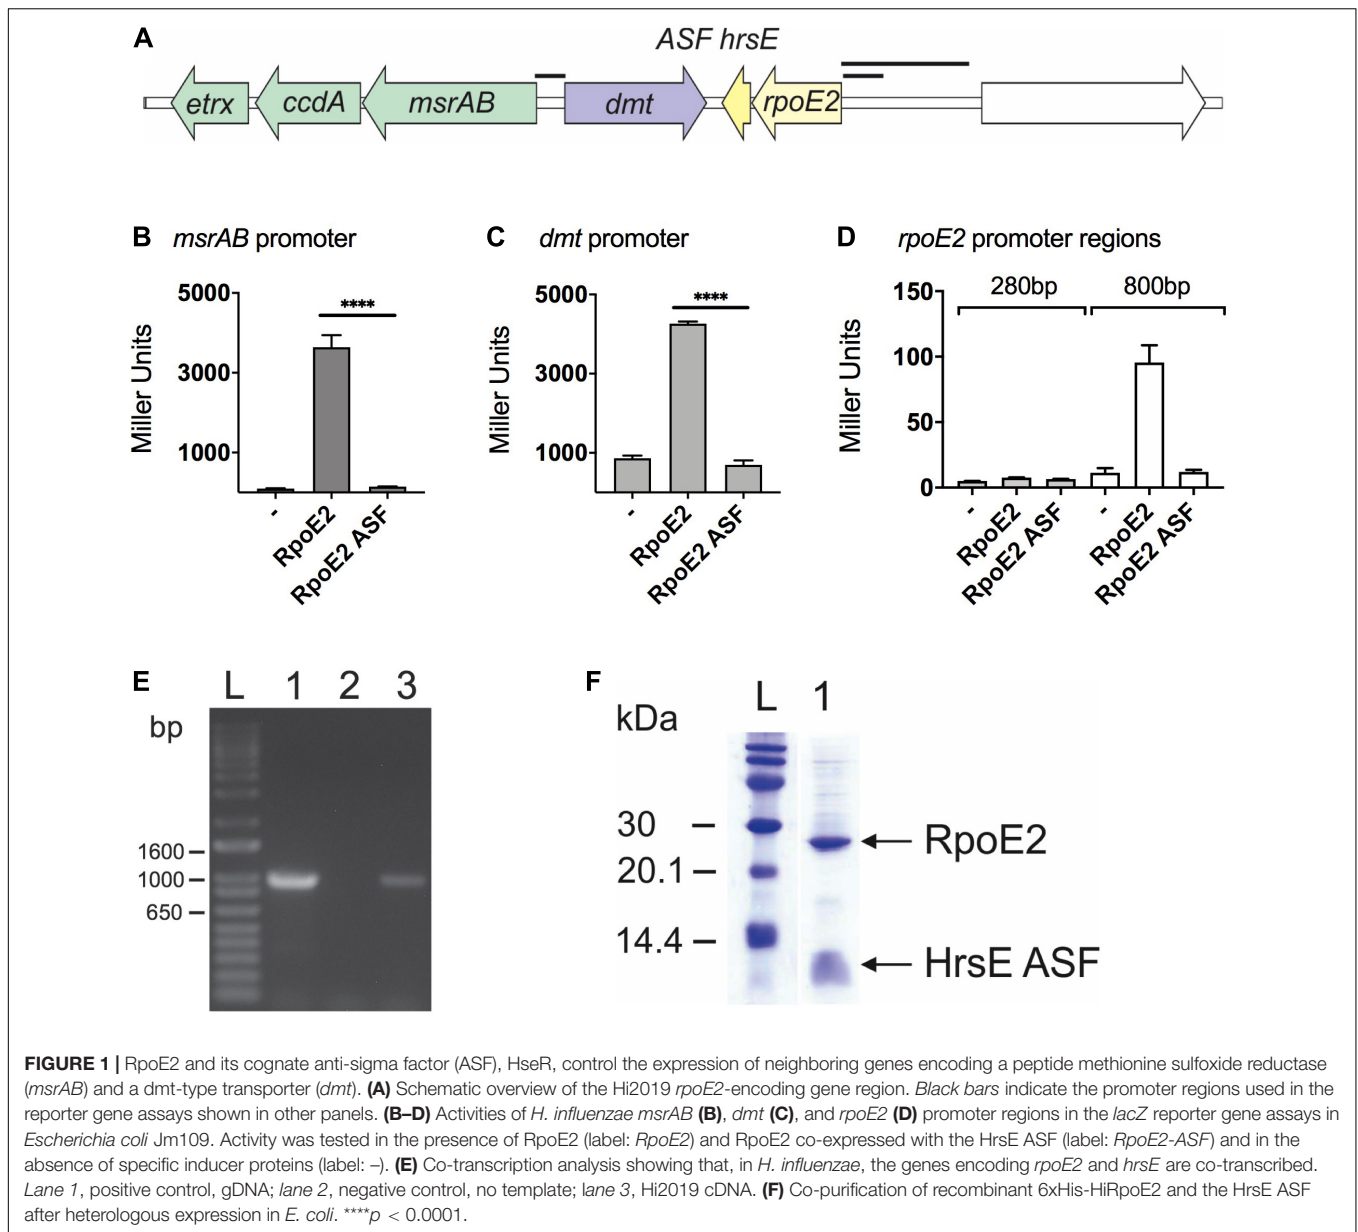 A
ASF hrsE
etrx ccdA msrAB dmt rpoE2
B msrAB promoter
5000
3000
1000
Miller Units
****
-
RpoE2
RpoE2 ASF
C dmt promoter
5000
3000
1000
Miller Units
****
-
RpoE2
RpoE2 ASF
D rpoE2 promoter regions
280bp 800bp
150
100
50
0
Miller Units
-
RpoE2
RpoE2 ASF
-
RpoE2
RpoE2 ASF
E L 1 2 3
bp
1600
1000
650
F L 1
kDa
30
20.1
14.4
RpoE2
HrsE ASF
FIGURE 1 | RpoE2 and its cognate anti-sigma factor (ASF), HseR, control the expression of neighboring genes encoding a peptide methionine sulfoxide reductase
(msrAB) and a dmt-type transporter (dmt). (A) Schematic overview of the Hi2019 rpoE2-encoding gene region. Black bars indicate the promoter regions used in the
reporter gene assays shown in other panels. (B–D) Activities of H. influenzae msrAB (B), dmt (C), and rpoE2 (D) promoter regions in the lacZ reporter gene assays in
Escherichia coli Jm109. Activity was tested in the presence of RpoE2 (label: RpoE2) and RpoE2 co-expressed with the HrsE ASF (label: RpoE2-ASF) and in the
absence of specific inducer proteins (label: –). (E) Co-transcription analysis showing that, in H. influenzae, the genes encoding rpoE2 and hrsE are co-transcribed.
Lane 1, positive control, gDNA; lane 2, negative control, no template; lane 3, Hi2019 cDNA. (F) Co-purification of recombinant 6xHis-HiRpoE2 and the HrsE ASF
after heterologous expression in E. coli. ****p < 0.0001.